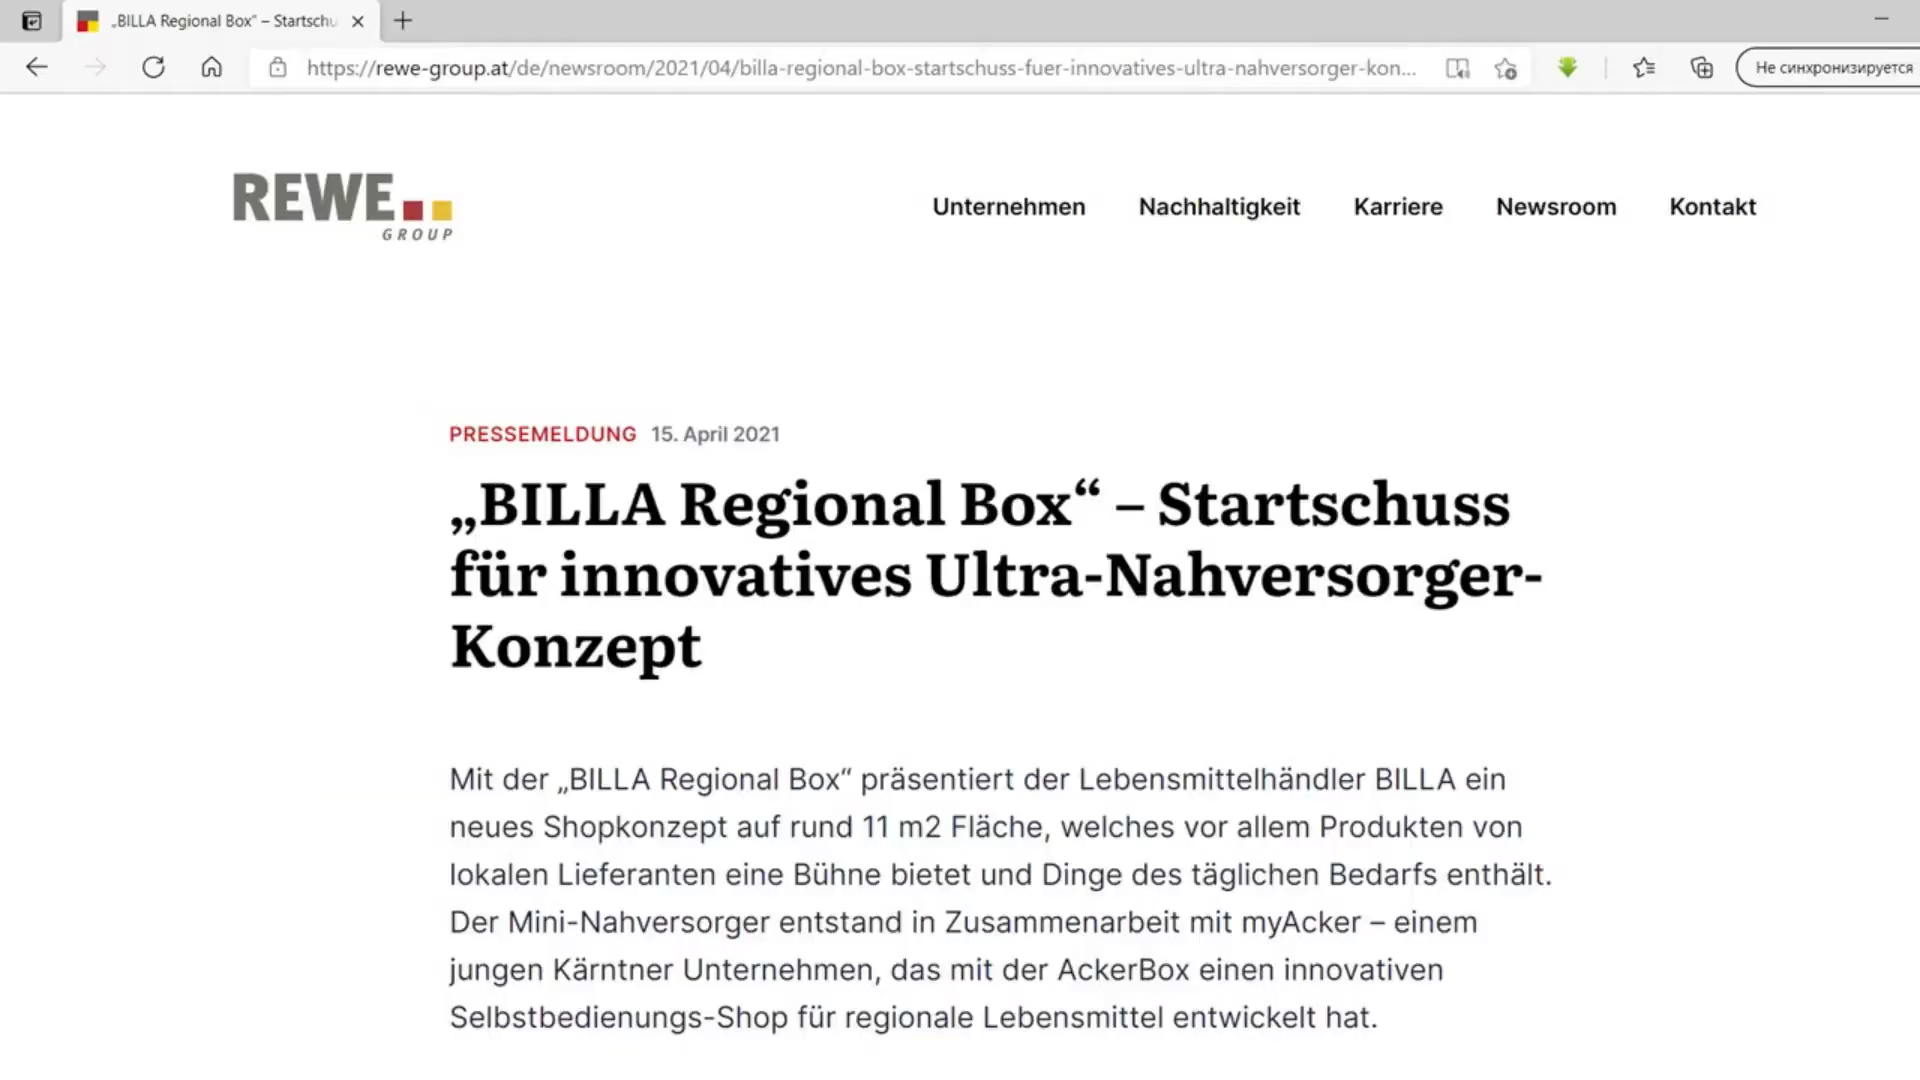 „BILLA Regional Box“ – Startschu
https://rewe-group.at/de/newsroom/2021/04/billa-regional-box-startschuss-fuer-innovatives-ultra-nahversorger-kon...
Не синхронизируется
REWE
GROUP
Unternehmen Nachhaltigkeit Karriere Newsroom Kontakt
PRESSEMELDUNG 15. April 2021
„BILLA Regional Box“ – Startschuss
für innovatives Ultra-Nahversorger-
Konzept
Mit der „BILLA Regional Box“ präsentiert der Lebensmittelhändler BILLA ein
neues Shopkonzept auf rund 11 m2 Fläche, welches vor allem Produkten von
lokalen Lieferanten eine Bühne bietet und Dinge des täglichen Bedarfs enthält.
Der Mini-Nahversorger entstand in Zusammenarbeit mit myAcker – einem
jungen Kärntner Unternehmen, das mit der AckerBox einen innovativen
Selbstbedienungs-Shop für regionale Lebensmittel entwickelt hat.